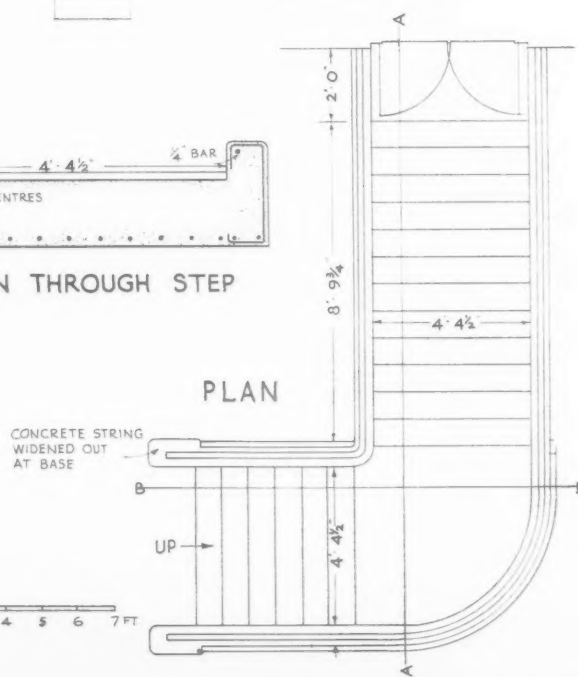 A
2' 0"
4' 4½"
¼" BAR
ENTRES
N THROUGH STEP
8' 9¾"
4' 4½"
PLAN
CONCRETE STRING
WIDENED OUT
AT BASE
B
UP
4' 4½"
4 5 6 7 FT
A